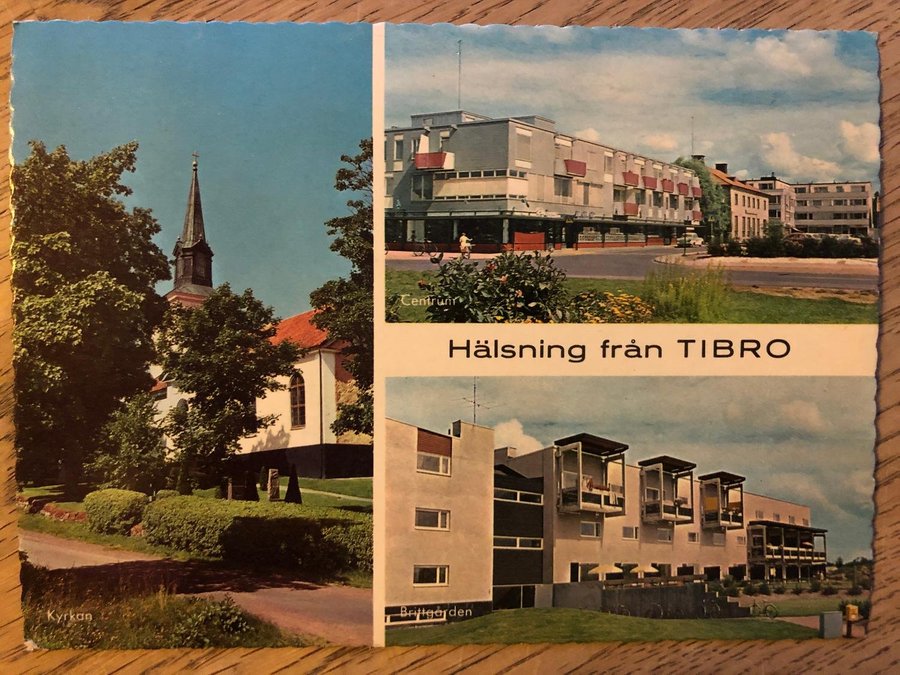 Kyrkan
Centrum
Hälsning från TIBRO
Brittgården